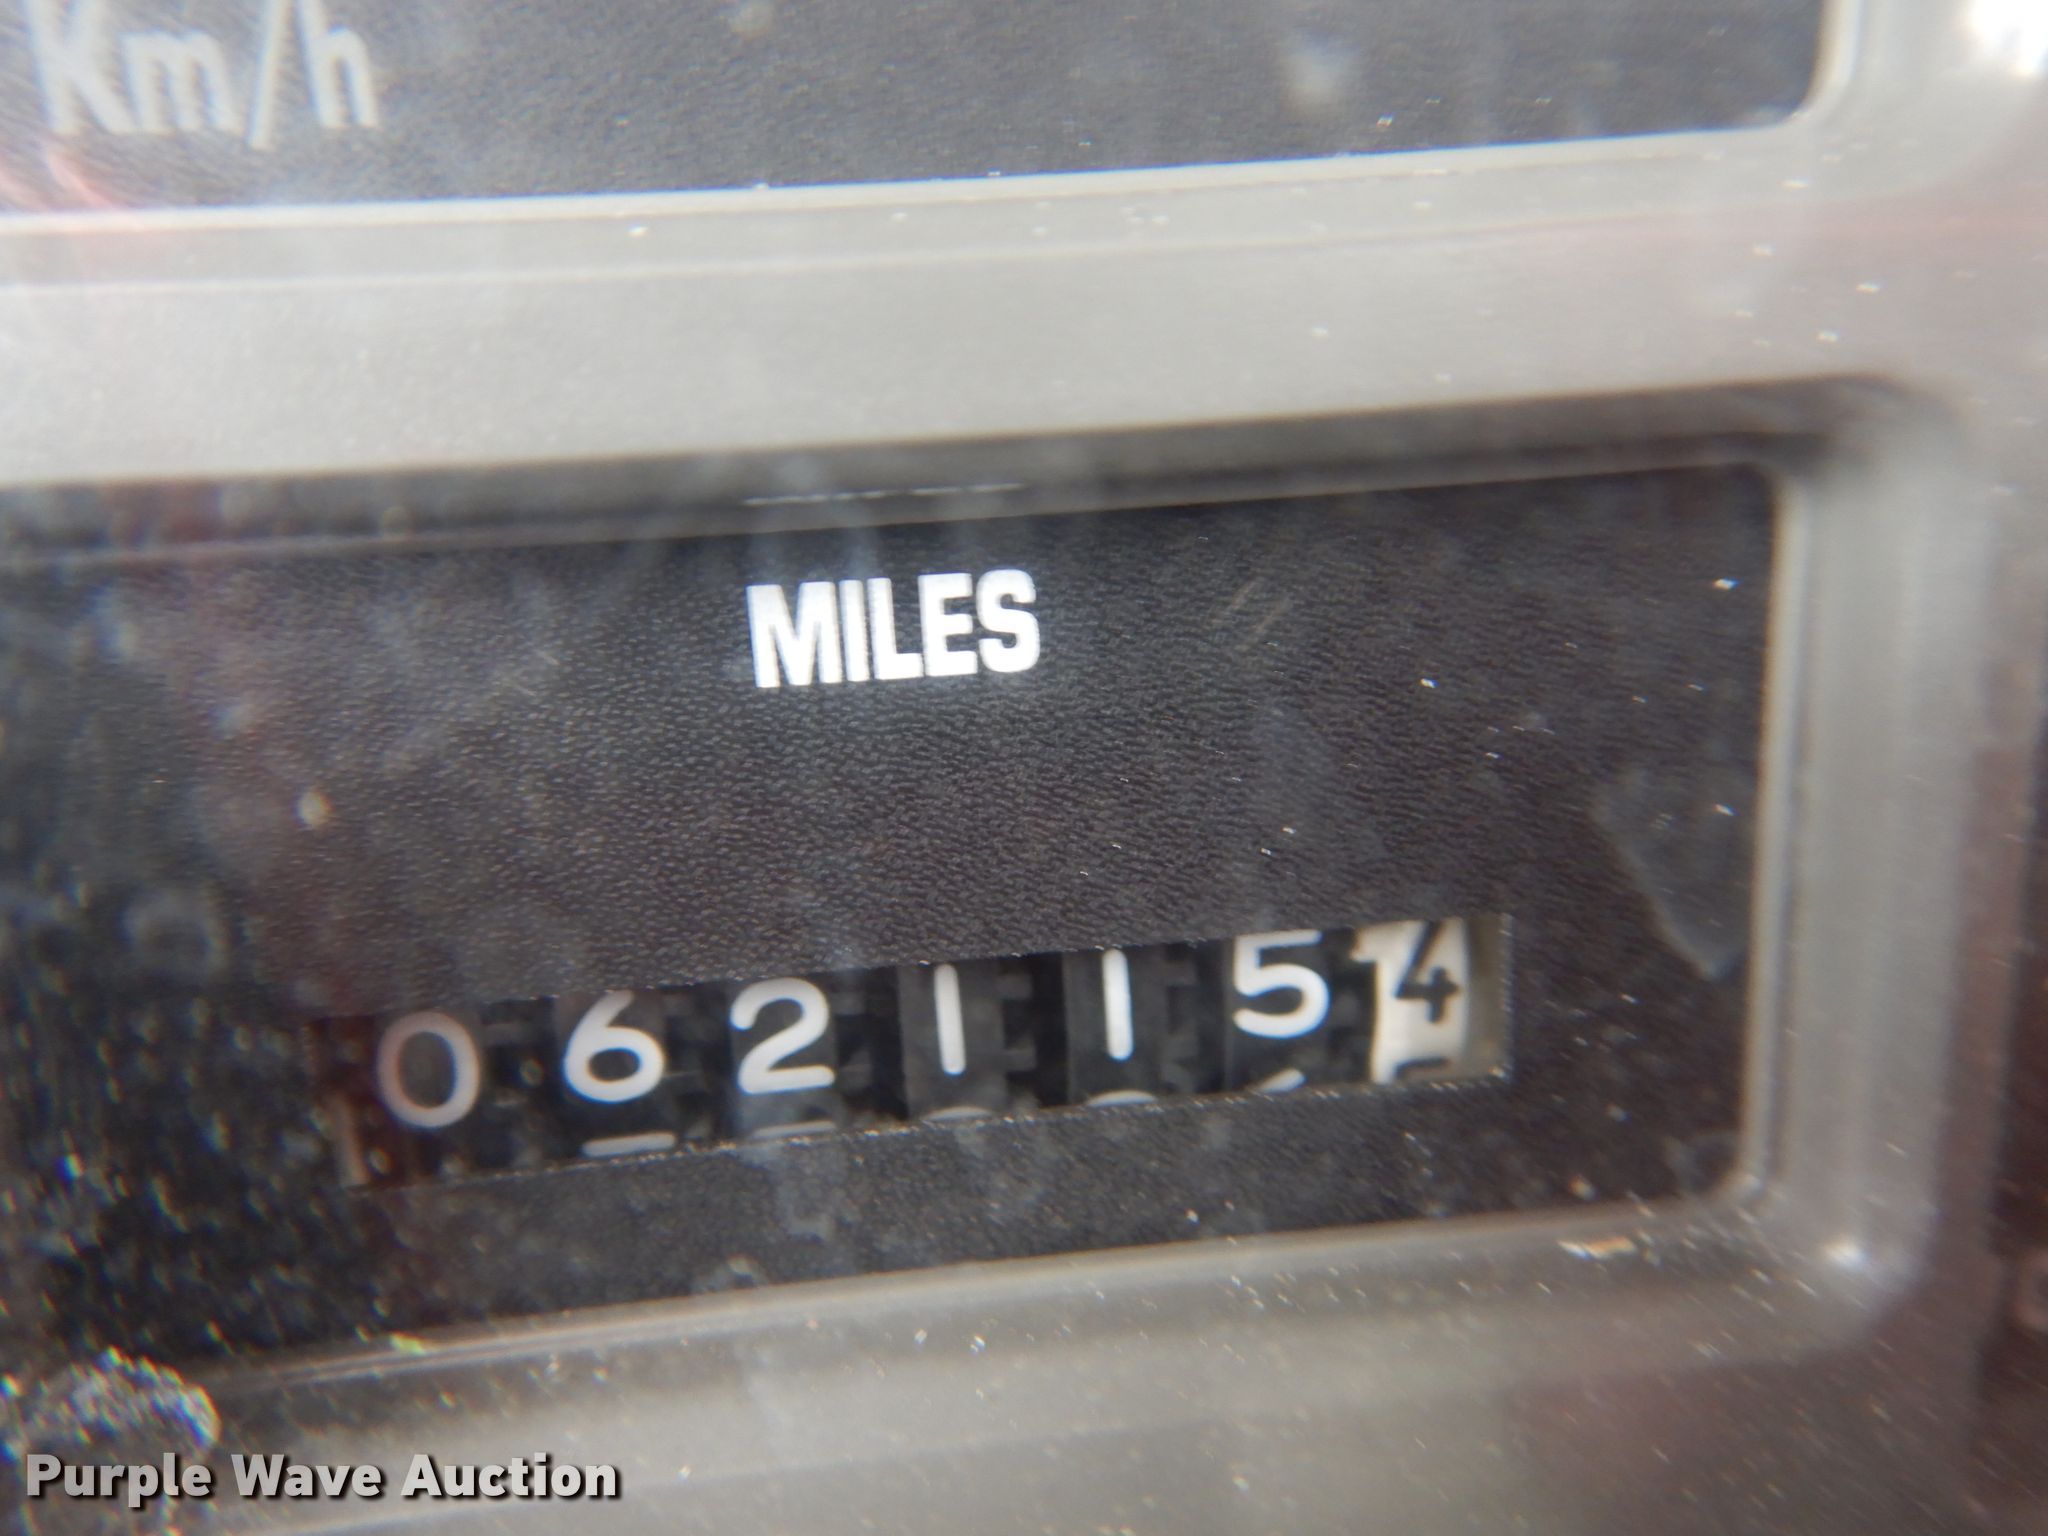 Km/h
MILES
0621154
Purple Wave Auction